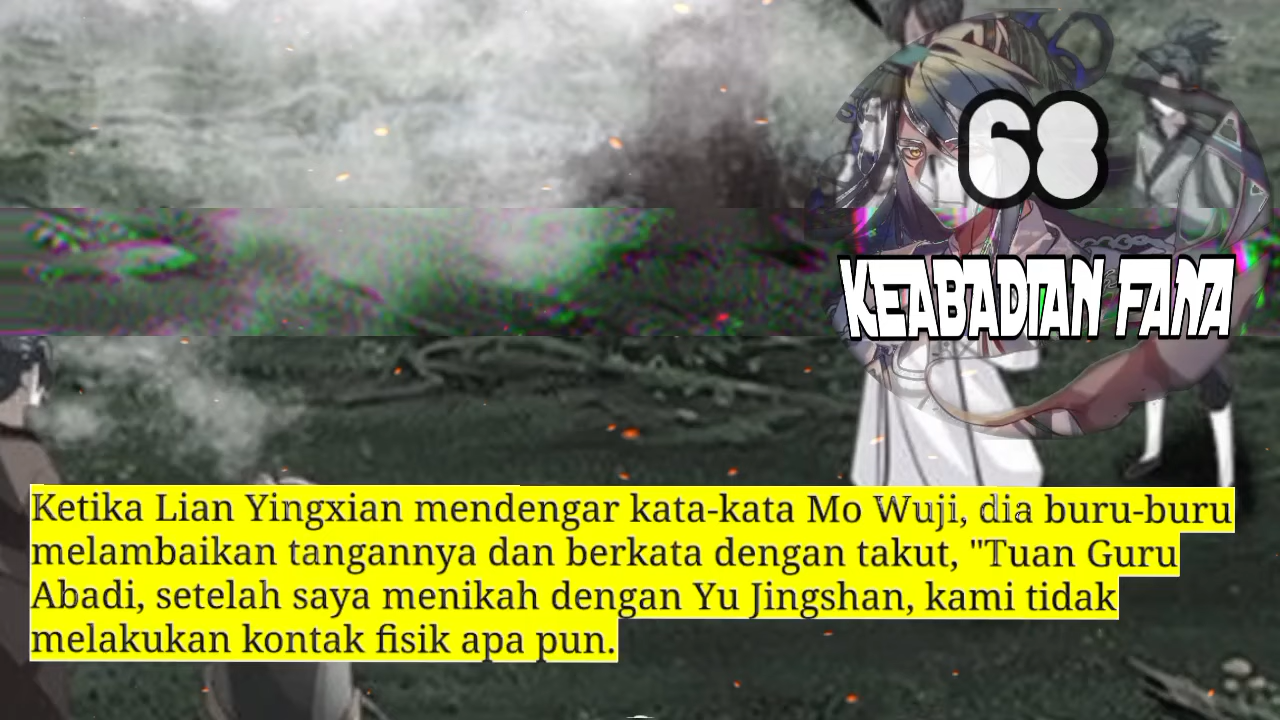 68
KEABADIAN FANA
Ketika Lian Yingxian mendengar kata-kata Mo Wuji, dia buru-buru
melambaikan tangannya dan berkata dengan takut, "Tuan Guru
Abadi, setelah saya menikah dengan Yu Jingshan, kami tidak
melakukan kontak fisik apa pun.